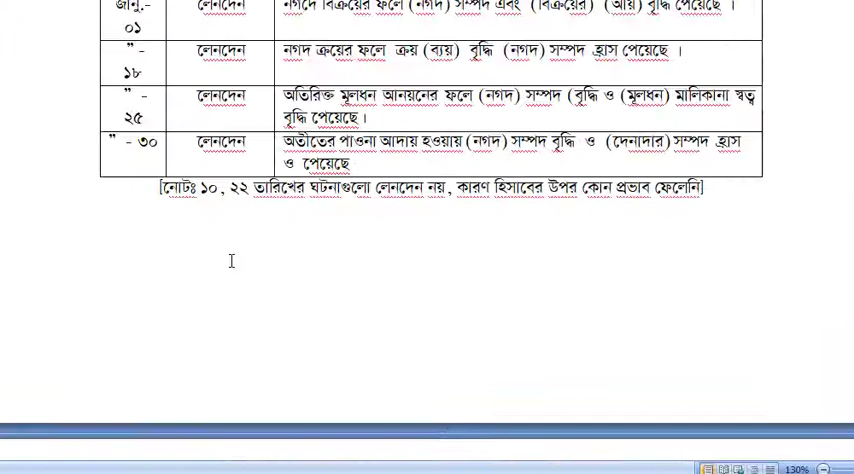 জানু.- লেনদেন নগদে বিক্রয়ের ফলে (নগদ) সম্পদ এবং (বিক্রয়ের) (আয়) বৃদ্ধি পেয়েছে ।
০১
” - লেনদেন নগদ ক্রয়ের ফলে ক্রয় (ব্যয়) বৃদ্ধি (নগদ) সম্পদ হ্রাস পেয়েছে ।
১৮
” - লেনদেন অতিরিক্ত মূলধন আনয়নের ফলে (নগদ) সম্পদ (বৃদ্ধি ও (মূলধন) মালিকানা স্বত্ব
২৫ বৃদ্ধি পেয়েছে।
” - ৩০ লেনদেন অতীতের পাওনা আদায় হওয়ায় (নগদ) সম্পদ বৃদ্ধি ও (দেনাদার) সম্পদ হ্রাস
ও পেয়েছে
[নোটঃ ১০, ২২ তারিখের ঘটনাগুলো লেনদেন নয়, কারণ হিসাবের উপর কোন প্রভাব ফেলেনি]
130%